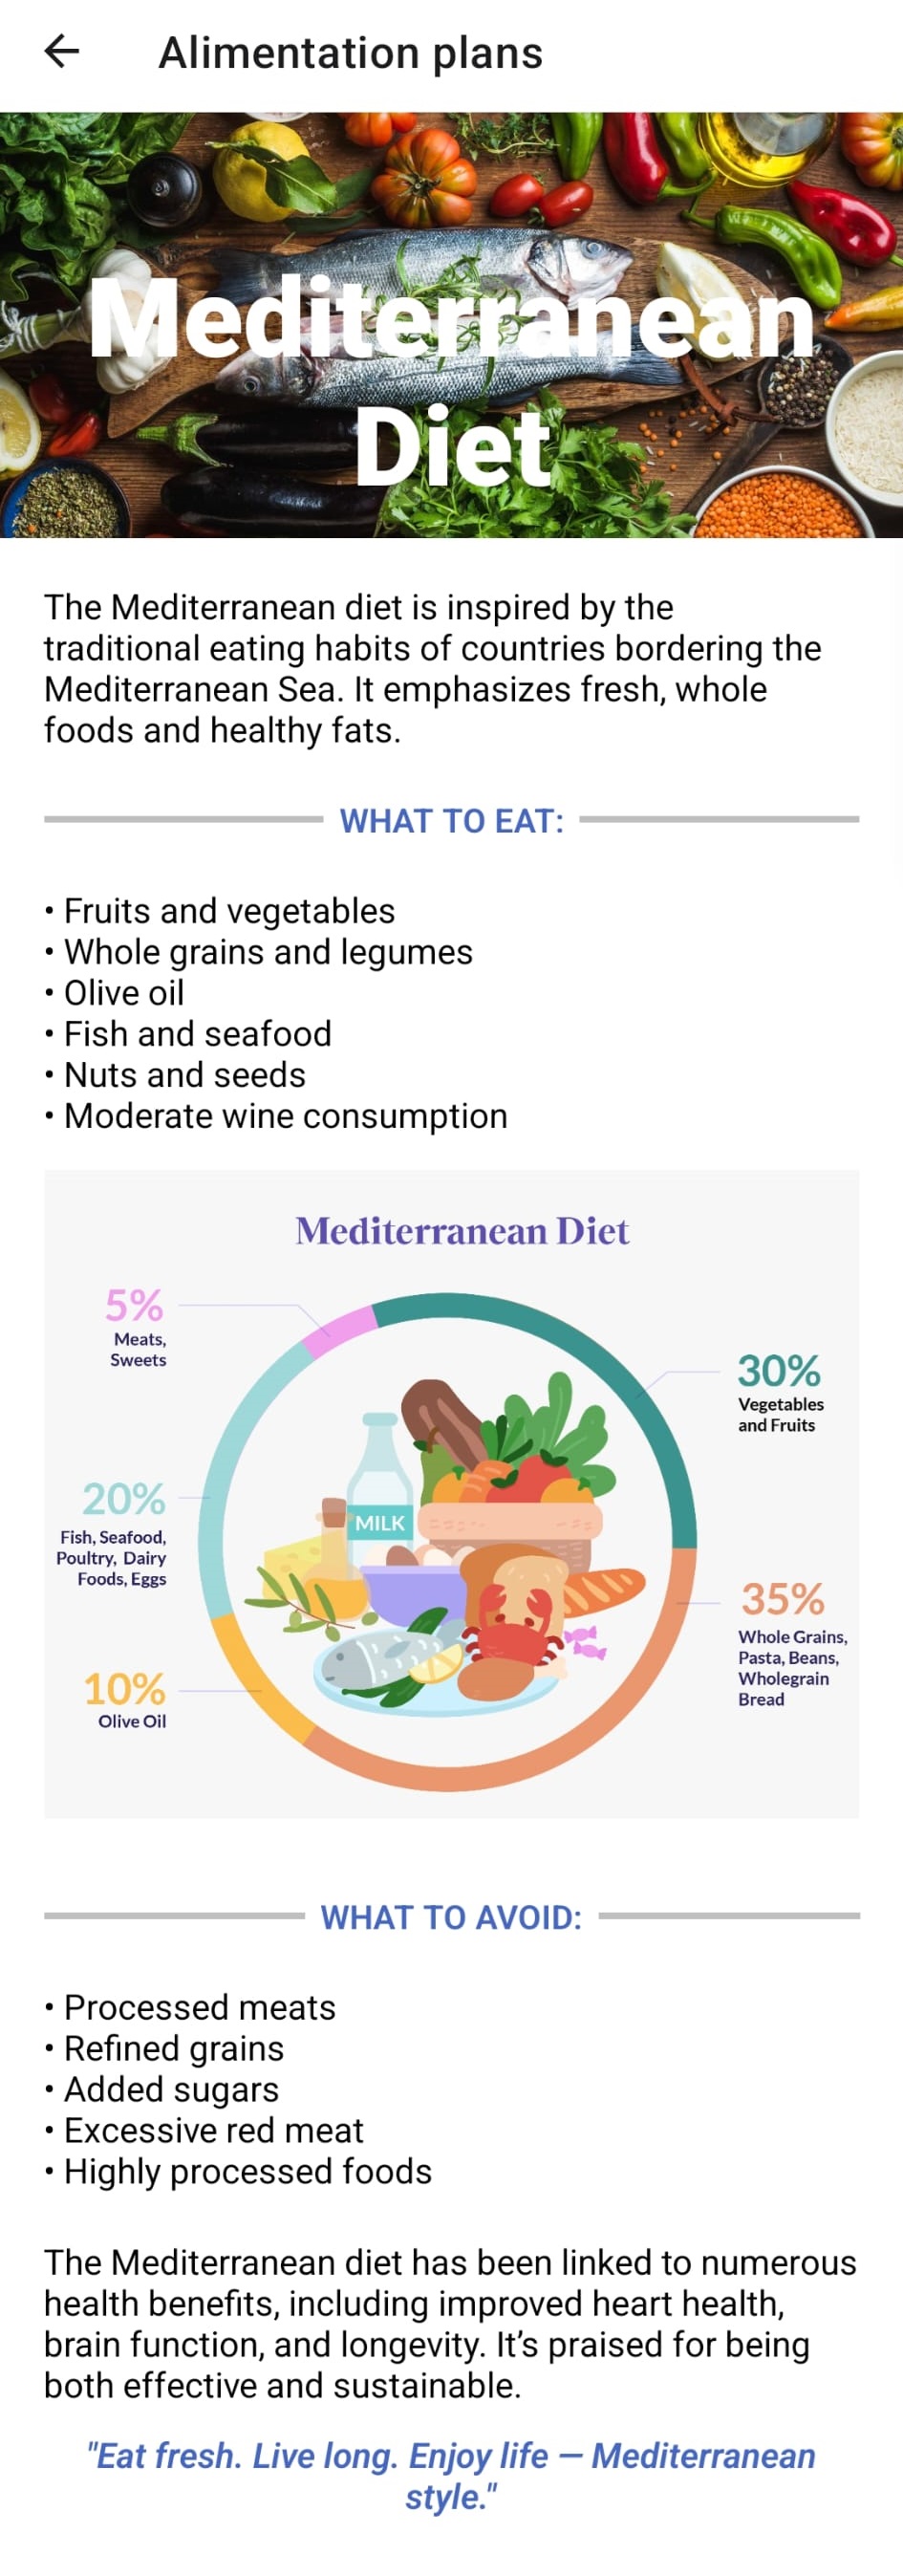 Alimentation plans
Mediterranean
Diet
The Mediterranean diet is inspired by the
traditional eating habits of countries bordering the
Mediterranean Sea. It emphasizes fresh, whole
foods and healthy fats.
WHAT TO EAT:
• Fruits and vegetables
• Whole grains and legumes
• Olive oil
• Fish and seafood
• Nuts and seeds
• Moderate wine consumption
Mediterranean Diet
5%
Meats,
Sweets
30%
Vegetables
and Fruits
20%
Fish, Seafood,
Poultry, Dairy
Foods, Eggs
MILK
35%
Whole Grains,
Pasta, Beans,
Wholegrain
Bread
10%
Olive Oil
WHAT TO AVOID:
• Processed meats
• Refined grains
• Added sugars
• Excessive red meat
• Highly processed foods
The Mediterranean diet has been linked to numerous
health benefits, including improved heart health,
brain function, and longevity. It’s praised for being
both effective and sustainable.
"Eat fresh. Live long. Enjoy life — Mediterranean
style."